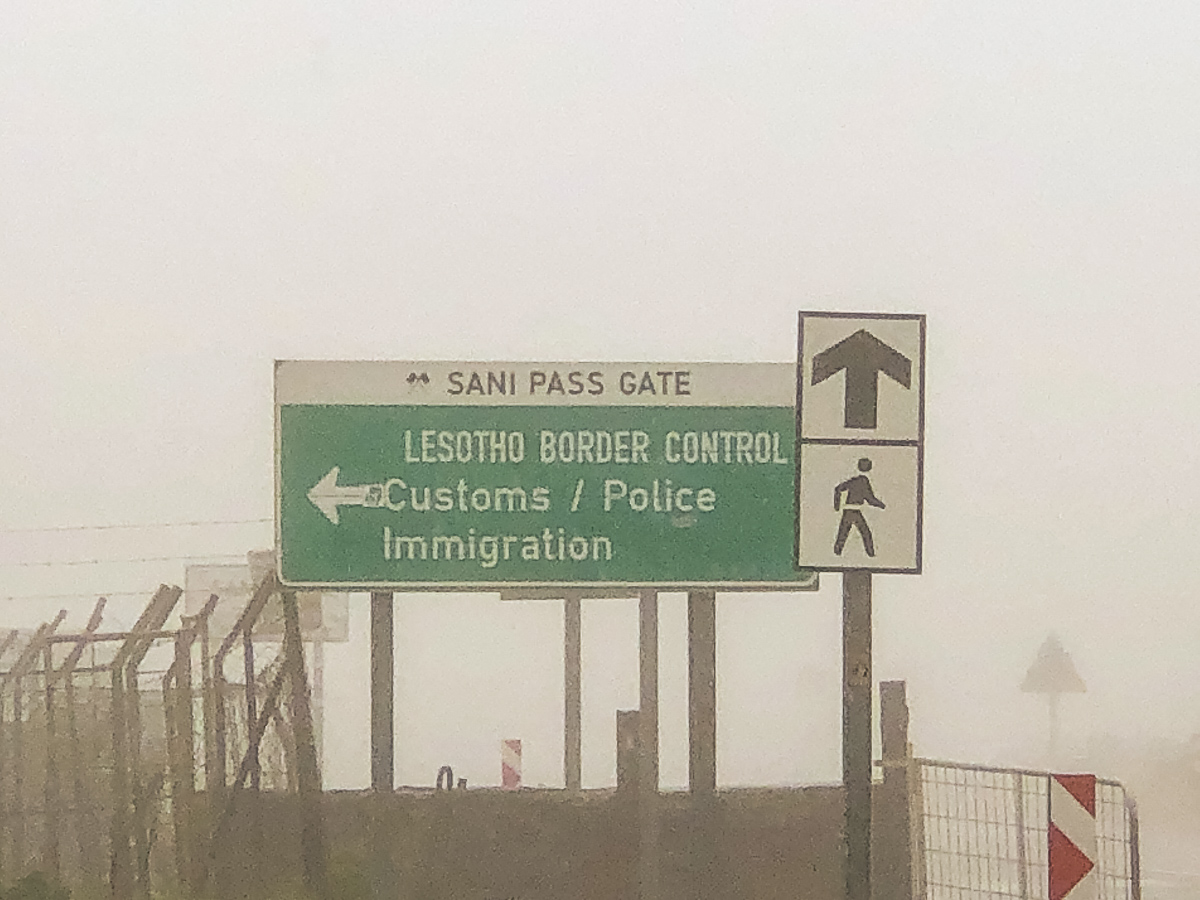 SANI PASS GATE
LESOTHO BORDER CONTROL
Customs / Police
Immigration